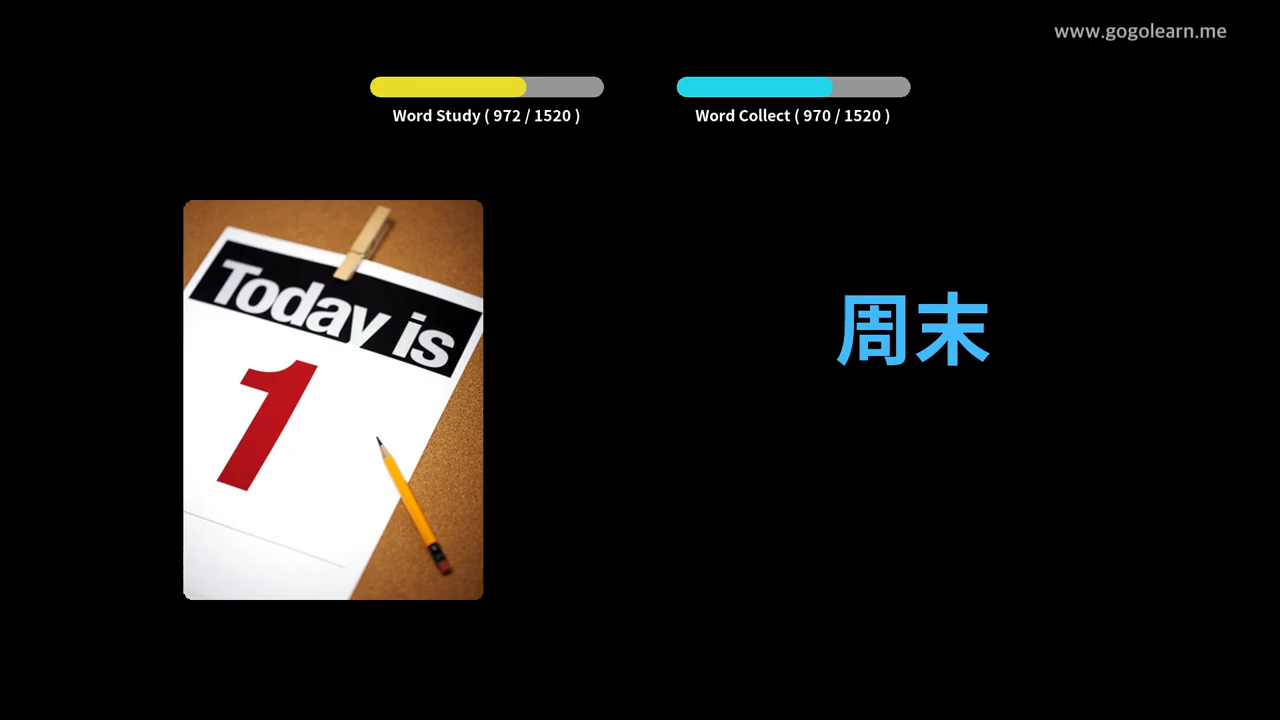 www.gogolearn.me
Word Study ( 972 / 1520 )
Word Collect ( 970 / 1520 )
Today is
1
周末